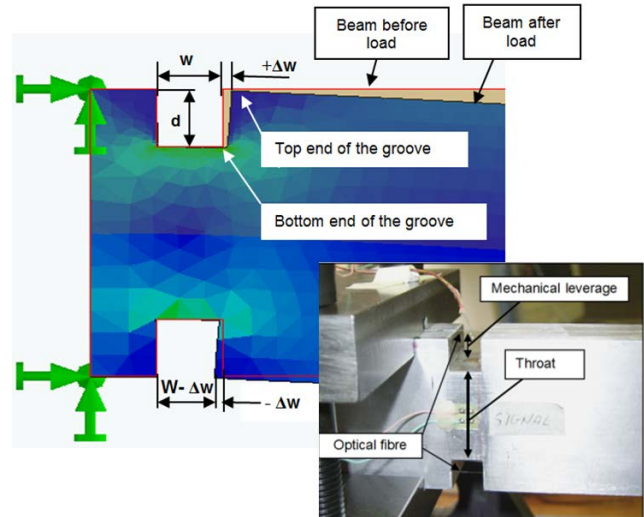 Beam before
load
Beam after
load
w
+Δw
d
Top end of the groove
Bottom end of the groove
Mechanical leverage
Throat
W- Δw
- Δw
Optical fibre
SIGNAL